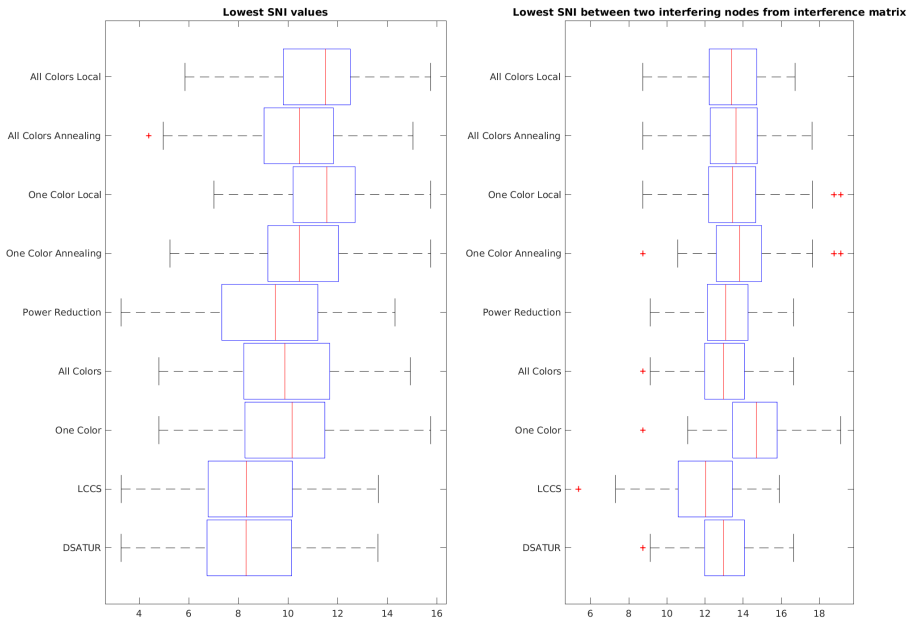 Lowest SNI values
All Colors Local
All Colors Annealing
One Color Local
One Color Annealing
Power Reduction
All Colors
One Color
LCCS
DSATUR
4 6 8 10 12 14 16
Lowest SNI between two interfering nodes from interference matrix
All Colors Local
All Colors Annealing
One Color Local
One Color Annealing
Power Reduction
All Colors
One Color
LCCS
DSATUR
6 8 10 12 14 16 18